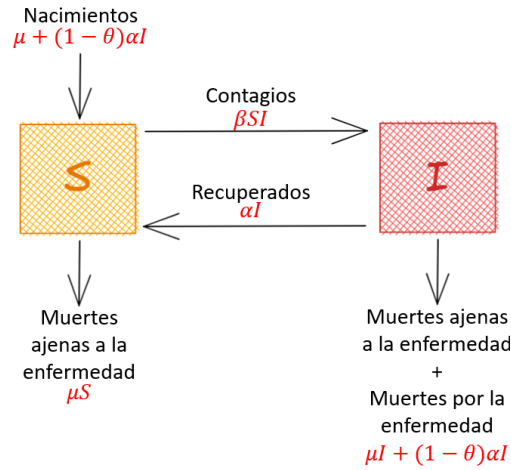 Nacimientos
μ + (1 − θ)αI
S
Contagios
βSI
I
Recuperados
αI
Muertes
ajenas a la
enfermedad
μS
Muertes ajenas
a la enfermedad
+
Muertes por la
enfermedad
μI + (1 − θ)αI